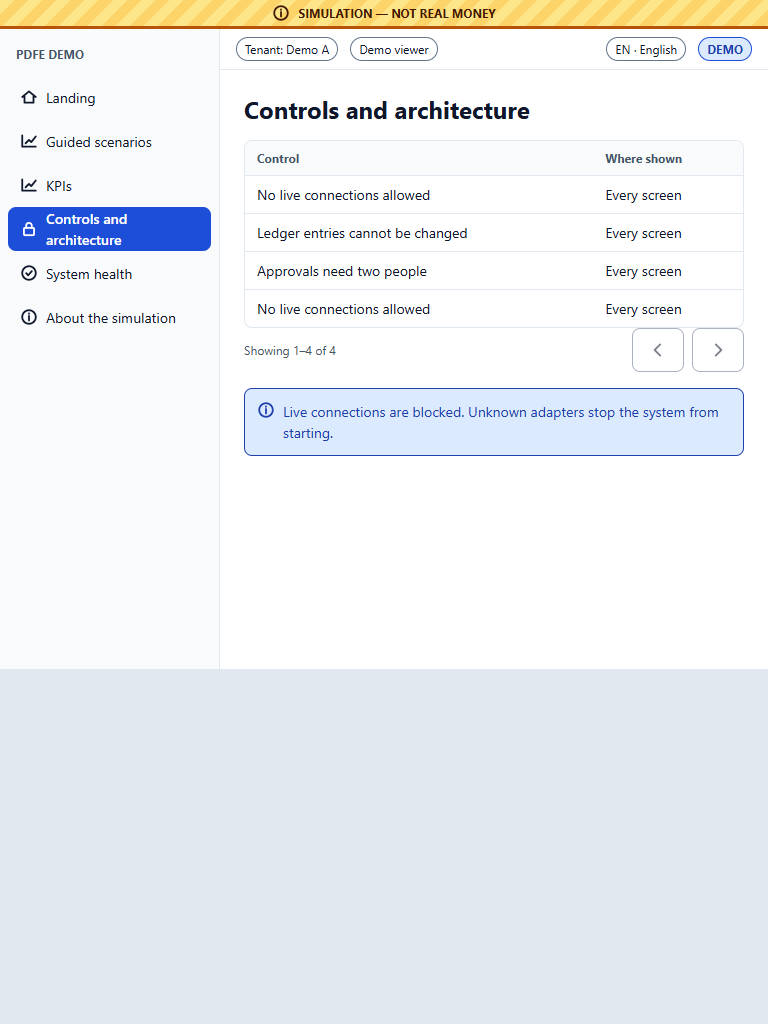 SIMULATION — NOT REAL MONEY
PDFE DEMO
Landing
Guided scenarios
KPIs
Controls and
architecture
System health
About the simulation
Tenant: Demo A
Demo viewer
EN · English
DEMO
Controls and architecture
Control Where shown
No live connections allowed Every screen
Ledger entries cannot be changed Every screen
Approvals need two people Every screen
No live connections allowed Every screen
Showing 1–4 of 4
Live connections are blocked. Unknown adapters stop the system from
starting.